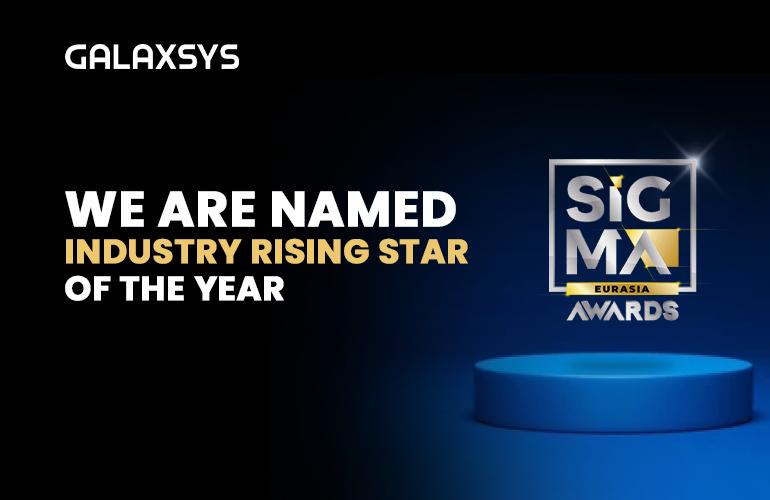 GALAXSYS
WE ARE NAMED
INDUSTRY RISING STAR
OF THE YEAR
SiG
MA
EURASIA
AWARDS